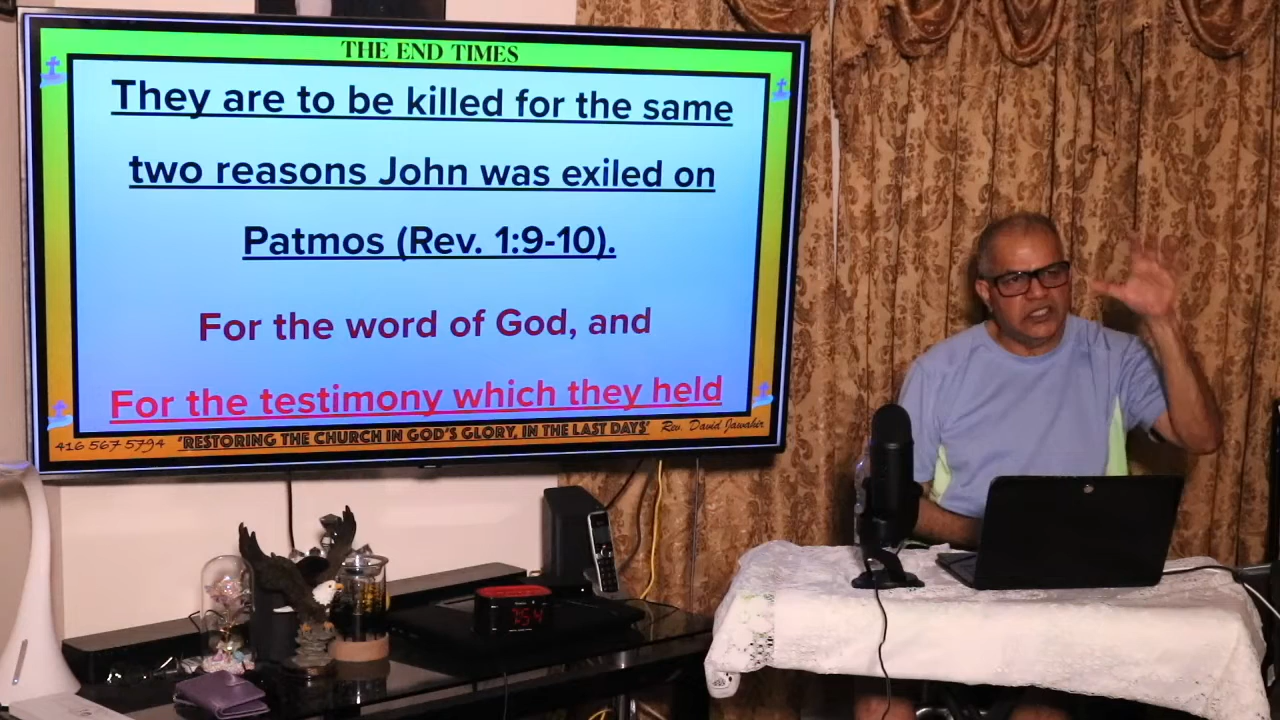 THE END TIMES
They are to be killed for the same
two reasons John was exiled on
Patmos (Rev. 1:9-10).
For the word of God, and
For the testimony which they held
416 567 5794 'RESTORING THE CHURCH IN GOD'S GLORY, IN THE LAST DAYS' Rev. David Jawahir
7:54